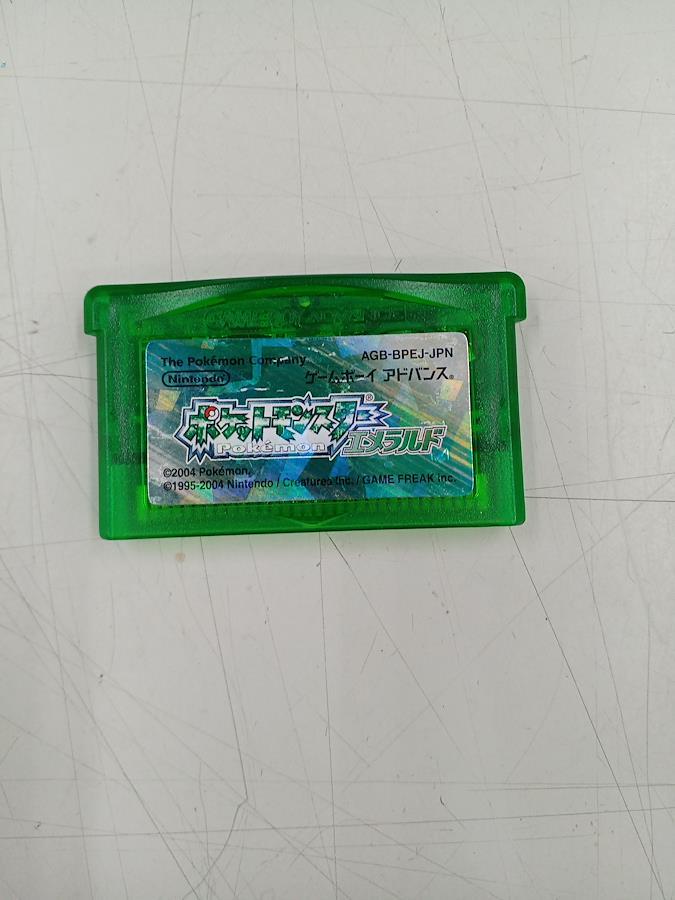 GAME BOY ADVANCE
The Pokémon Company
AGB-BPEJ-JPN
Nintendo®
ゲームボーイ アドバンス®
ポケットモンスター®
Pokémon
エメラルド
©2004 Pokémon.
©1995-2004 Nintendo / Creatures inc. / GAME FREAK inc.